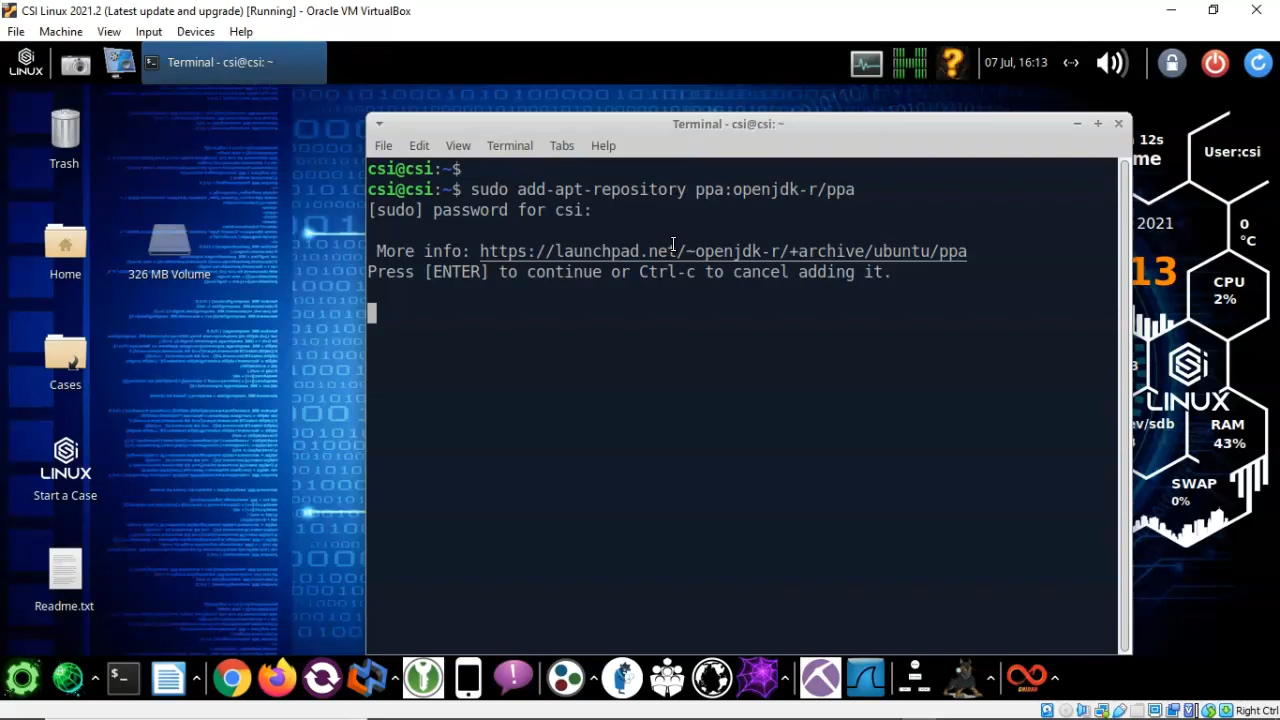 CSI Linux 2021.2 (Latest update and upgrade) [Running] - Oracle VM VirtualBox
File Machine View Input Devices Help
LINUX
Terminal - csi@csi: ~
07 Jul, 16:13
Trash
Home
326 MB Volume
Cases
LINUX
Start a Case
Readme.txt
Terminal - csi@csi: ~
File Edit View Terminal Tabs Help
csi@csi:~$
csi@csi:~$ sudo add-apt-repository ppa:openjdk-r/ppa
[sudo] password for csi:
More info: https://launchpad.net/~openjdk-r/+archive/ubuntu/ppa
Press [ENTER] to continue or Ctrl-c to cancel adding it.
12s
me
User:csi
21
13
CPU
2%
LINUX
RAM
43%
SWAP
0%
GHIDRA
Right Ctrl